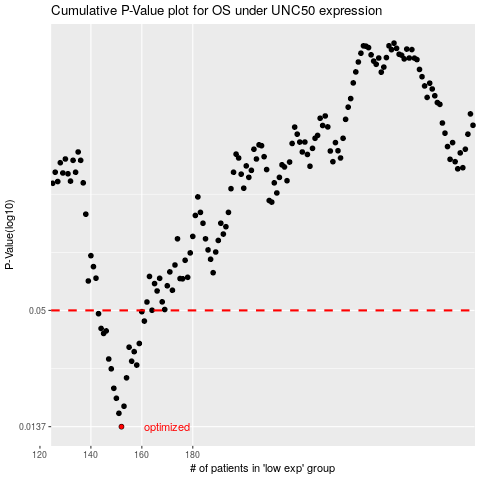 Cumulative P-Value plot for OS under UNC50 expression
P-Value(log10)
0.05
0.0137
optimized
120 140 160 180
# of patients in 'low exp' group